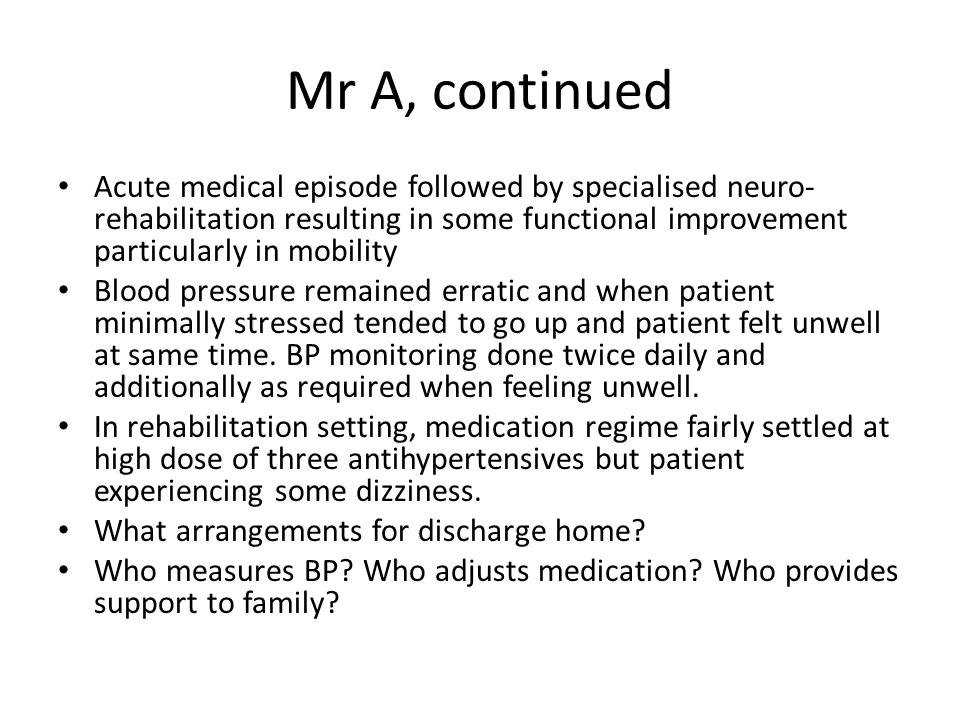 Mr A, continued
• Acute medical episode followed by specialised neuro-
rehabilitation resulting in some functional improvement
particularly in mobility
• Blood pressure remained erratic and when patient
minimally stressed tended to go up and patient felt unwell
at same time. BP monitoring done twice daily and
additionally as required when feeling unwell.
• In rehabilitation setting, medication regime fairly settled at
high dose of three antihypertensives but patient
experiencing some dizziness.
• What arrangements for discharge home?
• Who measures BP? Who adjusts medication? Who provides
support to family?